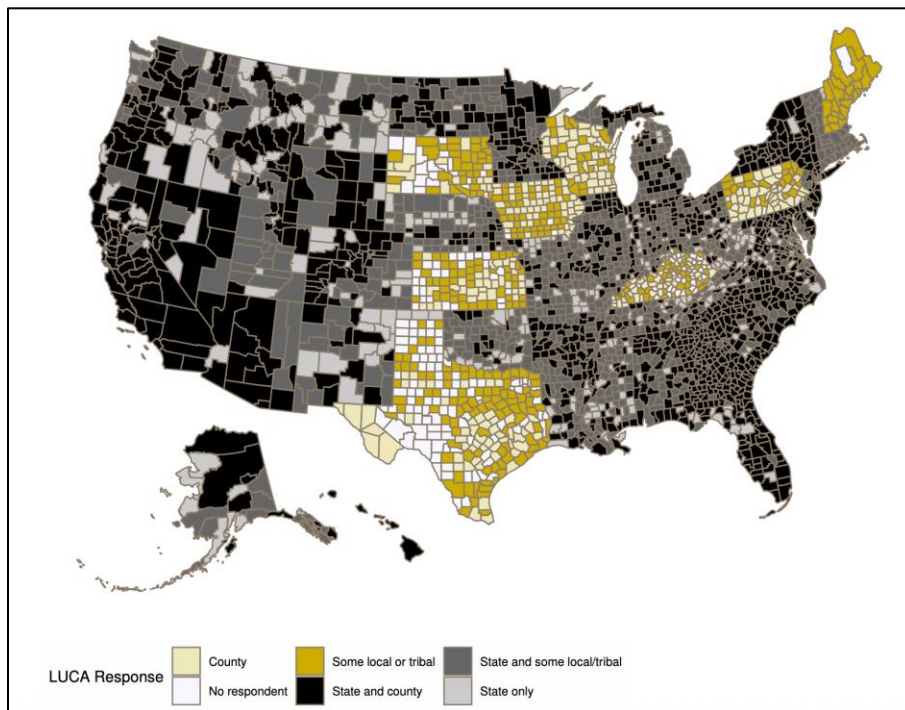 LUCA Response
County
Some local or tribal
State and some local/tribal
No respondent
State and county
State only